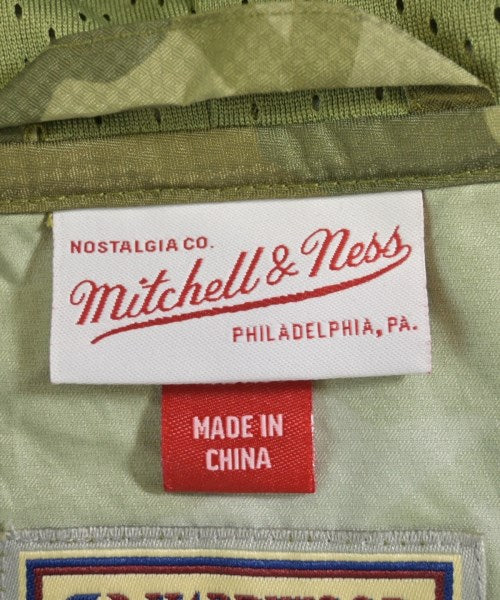 NOSTALGIA CO.
Mitchell & Ness
PHILADELPHIA, PA.
MADE IN
CHINA